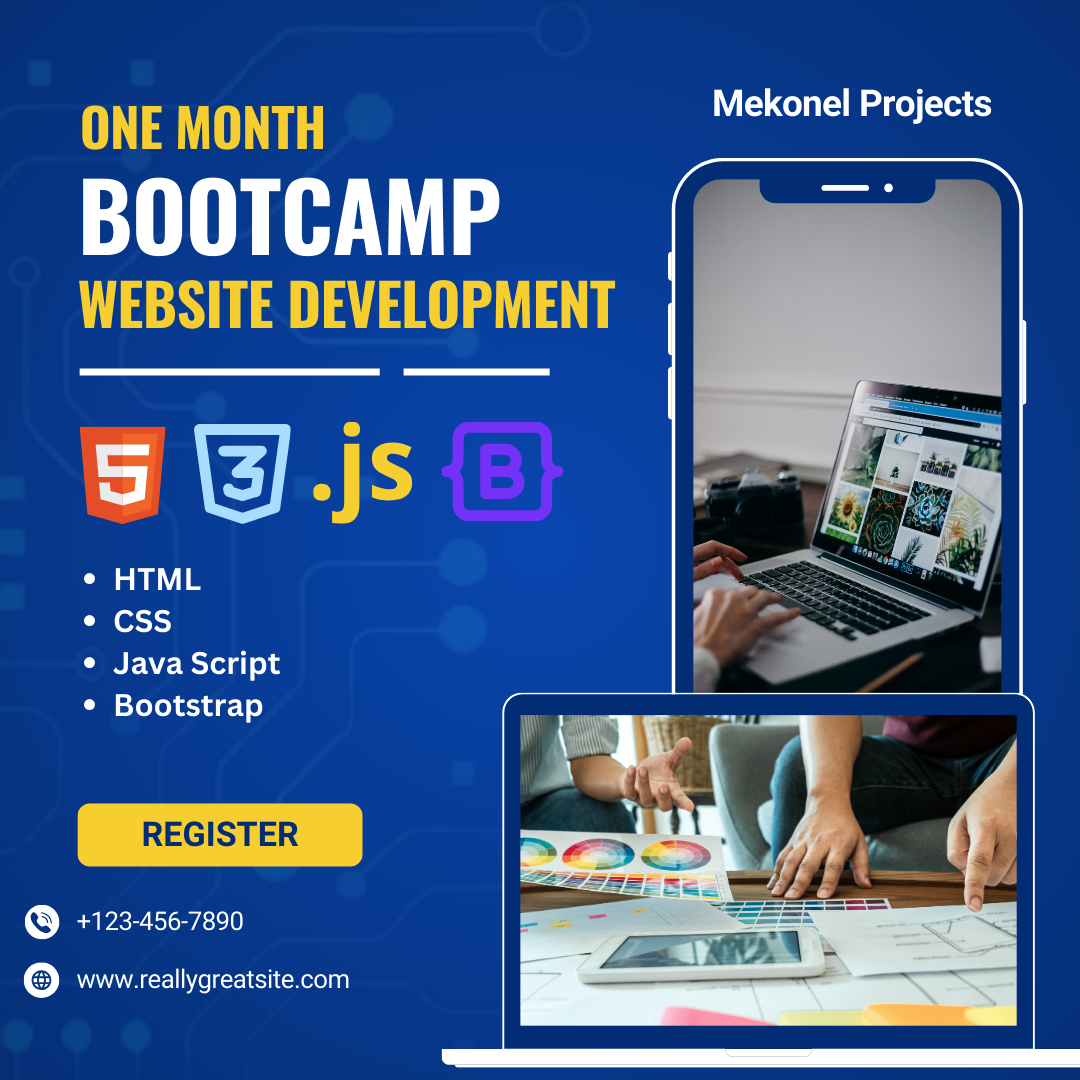 ONE MONTH
BOOTCAMP
WEBSITE DEVELOPMENT
Mekonel Projects
5
3
.js
{B}
• HTML
• CSS
• Java Script
• Bootstrap
REGISTER
+123-456-7890
www.reallygreatsite.com